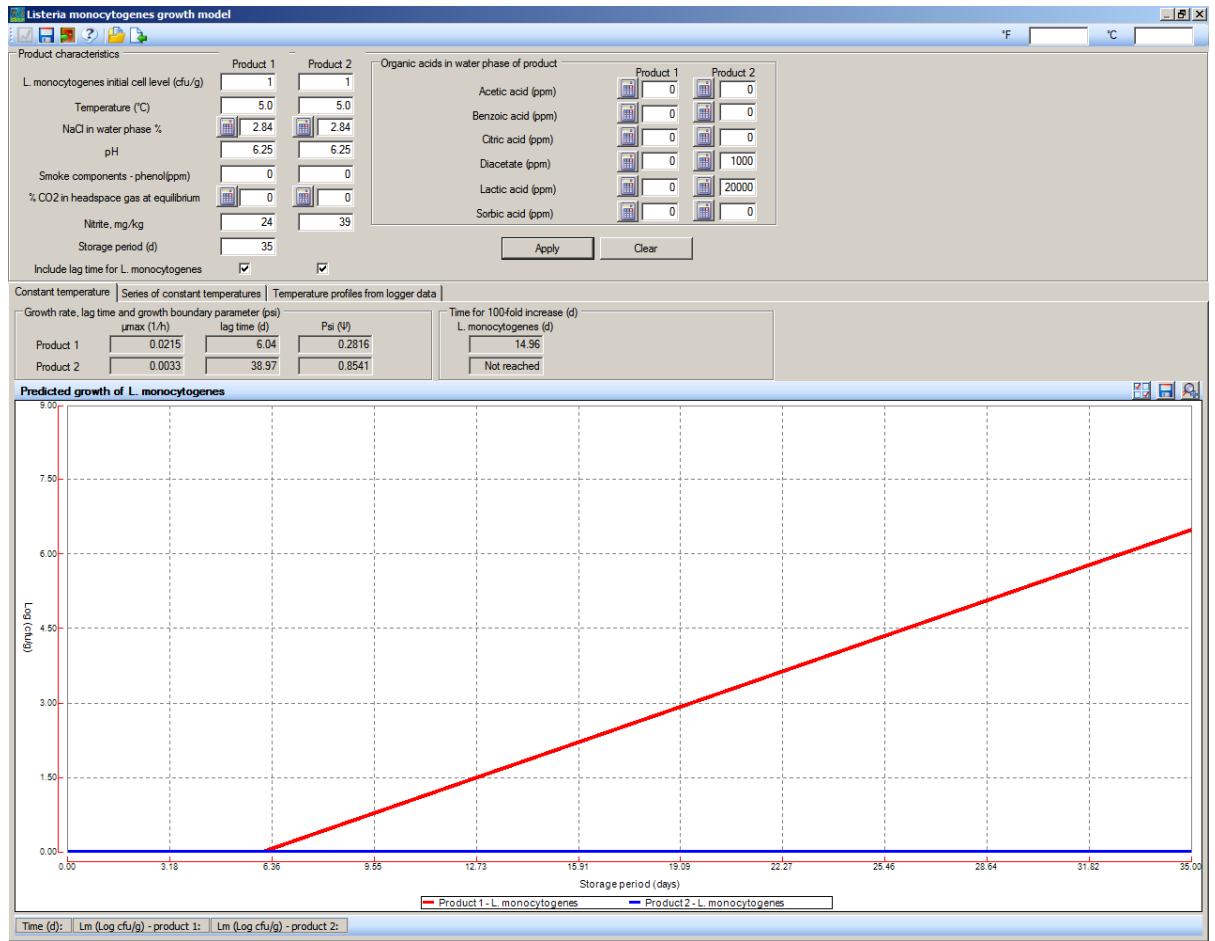 Listeria monocytogenes growth model
°F °C
Product characteristics
Product 1 Product 2
L. monocytogenes initial cell level (cfu/g) 1 1
Temperature (°C) 5.0 5.0
NaCl in water phase % 2.84 2.84
pH 6.25 6.25
Smoke components - phenol(ppm) 0 0
% CO2 in headspace gas at equilibrium 0 0
Nitrite, mg/kg 24 39
Storage period (d) 35
Include lag time for L. monocytogenes
Organic acids in water phase of product
Product 1 Product 2
Acetic acid (ppm) 0 0
Benzoic acid (ppm) 0 0
Citric acid (ppm) 0 0
Diacetate (ppm) 0 1000
Lactic acid (ppm) 0 20000
Sorbic acid (ppm) 0 0
Apply Clear
Constant temperature Series of constant temperatures Temperature profiles from logger data
Growth rate, lag time and growth boundary parameter (psi)
µmax (1/h) lag time (d) Psi (Ψ)
Product 1 0.0215 6.04 0.2816
Product 2 0.0033 38.97 0.8541
Time for 100-fold increase (d)
L. monocytogenes (d)
14.96
Not reached
Predicted growth of L. monocytogenes
9.00
7.50
6.00
4.50
3.00
1.50
0.00
Log (cfu/g)
0.00 3.18 6.36 9.55 12.73 15.91 19.09 22.27 25.46 28.64 31.82 35.00
Storage period (days)
Product 1 - L. monocytogenes Product 2 - L. monocytogenes
Time (d): Lm (Log cfu/g) - product 1: Lm (Log cfu/g) - product 2: